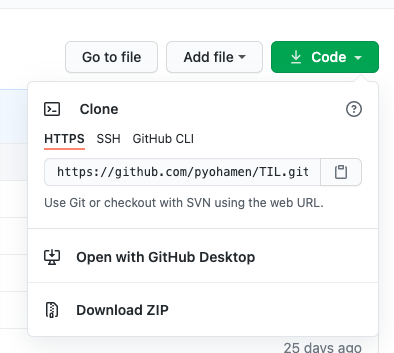 Go to file
Add file
Code
Clone
HTTPS SSH GitHub CLI
https://github.com/pyohamen/TIL.git
Use Git or checkout with SVN using the web URL.
Open with GitHub Desktop
Download ZIP
25 days ago